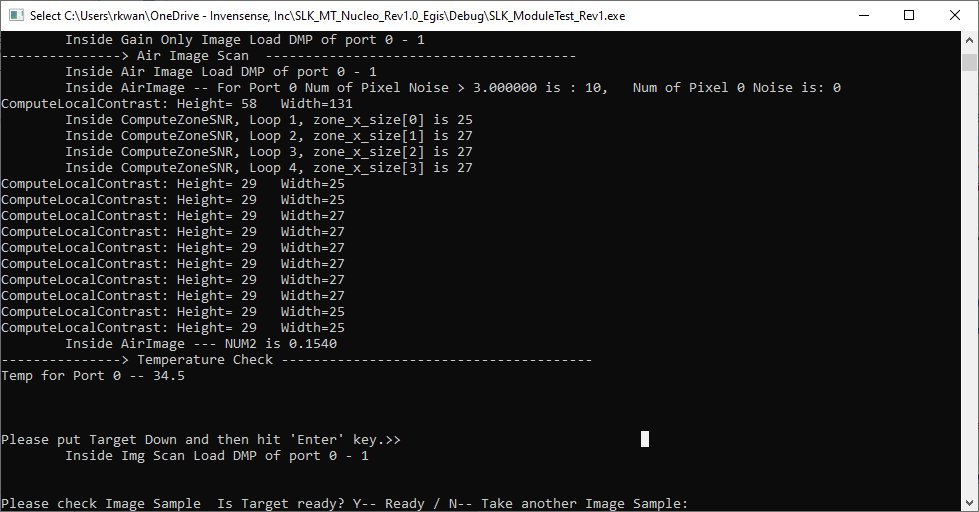 Select C:\Users\rkwan\OneDrive - Invensense, Inc\SLK_MT_Nucleo_Rev1.0_Egis\Debug\SLK_ModuleTest_Rev1.exe
Inside Gain Only Image Load DMP of port 0 - 1
---------------> Air Image Scan  ---------------------------------------
Inside Air Image Load DMP of port 0 - 1
Inside AirImage -- For Port 0 Num of Pixel Noise > 3.000000 is : 10,   Num of Pixel 0 Noise is: 0
ComputeLocalContrast: Height= 58   Width=131
Inside ComputeZoneSNR, Loop 1, zone_x_size[0] is 25
Inside ComputeZoneSNR, Loop 2, zone_x_size[1] is 27
Inside ComputeZoneSNR, Loop 3, zone_x_size[2] is 27
Inside ComputeZoneSNR, Loop 4, zone_x_size[3] is 27
ComputeLocalContrast: Height= 29   Width=25
ComputeLocalContrast: Height= 29   Width=25
ComputeLocalContrast: Height= 29   Width=27
ComputeLocalContrast: Height= 29   Width=27
ComputeLocalContrast: Height= 29   Width=27
ComputeLocalContrast: Height= 29   Width=27
ComputeLocalContrast: Height= 29   Width=27
ComputeLocalContrast: Height= 29   Width=27
ComputeLocalContrast: Height= 29   Width=25
ComputeLocalContrast: Height= 29   Width=25
Inside AirImage --- NUM2 is 0.1540
---------------> Temperature Check ---------------------------------------
Temp for Port 0 -- 34.5
Please put Target Down and then hit 'Enter' key.>>
Inside Img Scan Load DMP of port 0 - 1
Please check Image Sample  Is Target ready? Y-- Ready / N-- Take another Image Sample: